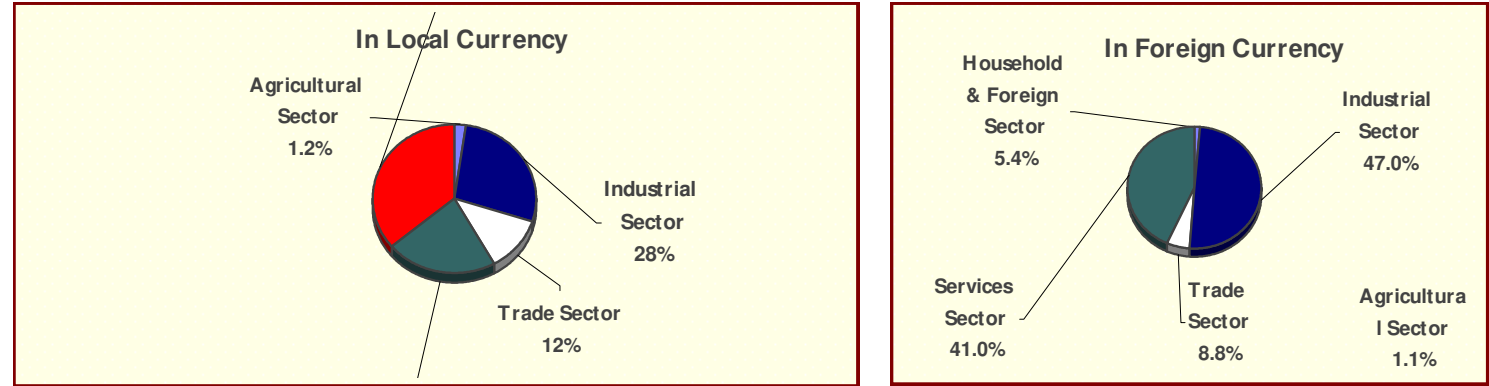 In Local Currency
Agricultural
Sector
1.2%
Industrial
Sector
28%
Trade Sector
12%
In Foreign Currency
Household
& Foreign
Sector
5.4%
Industrial
Sector
47.0%
Services
Sector
41.0%
Trade
Sector
8.8%
Agricultura
l Sector
1.1%